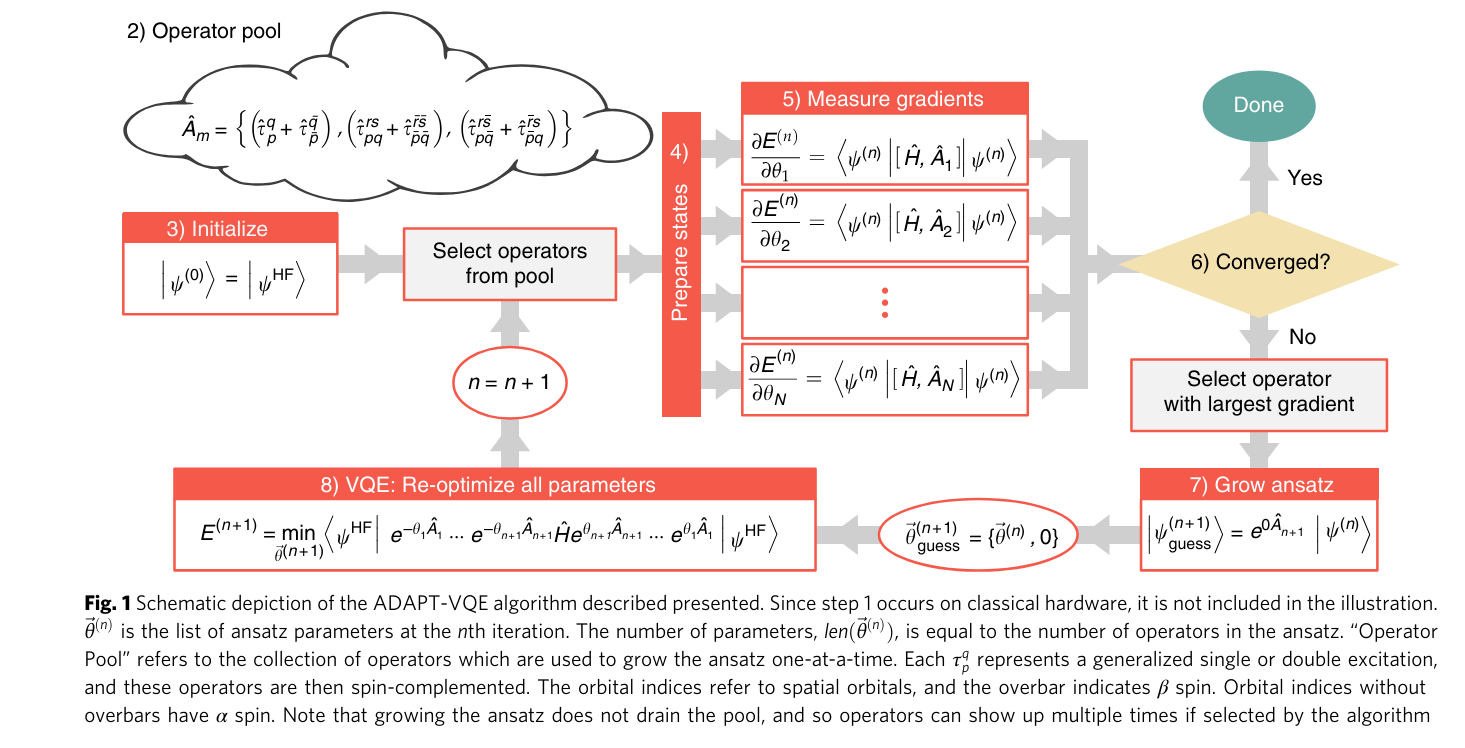 2) Operator pool
Â_m = { (τ̂_p^q + τ̂_p̄^q̄), (τ̂_pq^rs + τ̂_p̄q̄^r̄s̄), (τ̂_pq̄^rs̄ + τ̂_p̄q^r̄s) }
3) Initialize
|ψ^(0)⟩ = |ψ^HF⟩
Select operators
from pool
n = n + 1
4)
Prepare states
5) Measure gradients
∂E^(n)/∂θ_1 = ⟨ψ^(n) |[Ĥ, Â_1]| ψ^(n)⟩
∂E^(n)/∂θ_2 = ⟨ψ^(n) |[Ĥ, Â_2]| ψ^(n)⟩
⋮
∂E^(n)/∂θ_N = ⟨ψ^(n) |[Ĥ, Â_N]| ψ^(n)⟩
6) Converged?
Yes
Done
No
Select operator
with largest gradient
7) Grow ansatz
|ψ_guess^(n+1)⟩ = e^{0Â_{n+1}} |ψ^(n)⟩
θ⃗_guess^(n+1) = {θ⃗^(n), 0}
8) VQE: Re-optimize all parameters
E^(n+1) = min_{θ⃗^(n+1)} ⟨ψ^HF| e^{-θ_1Â_1} ··· e^{-θ_{n+1}Â_{n+1}} Ĥ e^{θ_{n+1}Â_{n+1}} ··· e^{θ_1Â_1} |ψ^HF⟩
Fig. 1 Schematic depiction of the ADAPT-VQE algorithm described presented. Since step 1 occurs on classical hardware, it is not included in the illustration.
θ⃗^(n) is the list of ansatz parameters at the nth iteration. The number of parameters, len(θ⃗^(n)), is equal to the number of operators in the ansatz. “Operator
Pool” refers to the collection of operators which are used to grow the ansatz one-at-a-time. Each τ_p^q represents a generalized single or double excitation,
and these operators are then spin-complemented. The orbital indices refer to spatial orbitals, and the overbar indicates β spin. Orbital indices without
overbars have α spin. Note that growing the ansatz does not drain the pool, and so operators can show up multiple times if selected by the algorithm